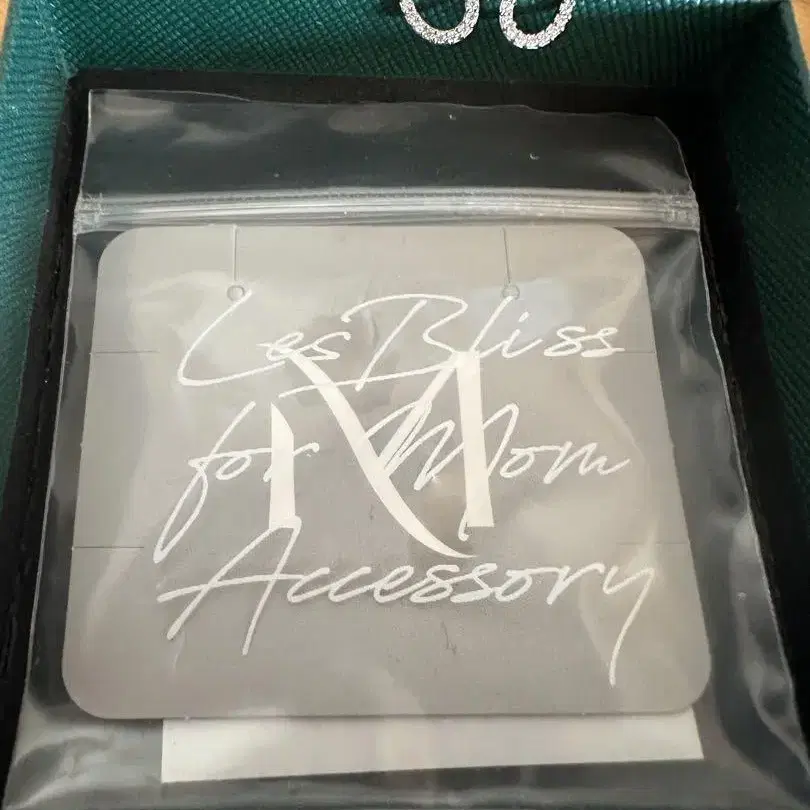 Les Bliss
for Mom
Accessory
M